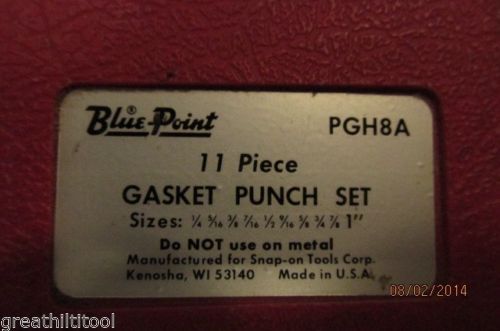 Blue-Point® PGH8A
11 Piece
GASKET PUNCH SET
Sizes: 1/4 5/16 3/8 7/16 1/2 9/16 5/8 3/4 7/8 1"
Do NOT use on metal
Manufactured for Snap-on Tools Corp.
Kenosha, WI 53140 Made in U.S.A.
08/02/2014
greathiltitool